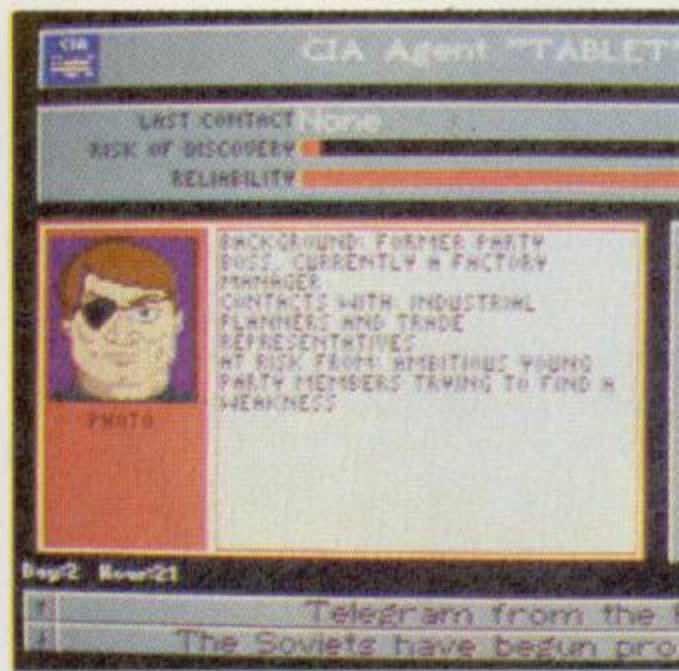 CIA
CIA Agent "TABLET"
LAST CONTACT None
RISK OF DISCOVERY
RELIABILITY
BACKGROUND: FORMER PARTY
BOSS, CURRENTLY A FACTORY
MANAGER
CONTACTS WITH: INDUSTRIAL
PLANNERS AND TRADE
REPRESENTATIVES
AT RISK FROM: AMBITIOUS YOUNG
PARTY MEMBERS TRYING TO FIND A
WEAKNESS
PHOTO
Day:2 Hour:21
Telegram from the
The Soviets have begun pro